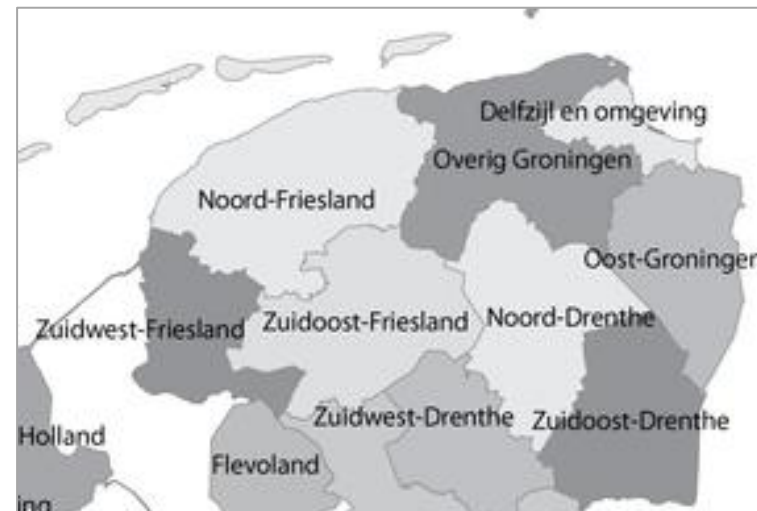 Delfzijl en omgeving
Overig Groningen
Noord-Friesland
Oost-Groningen
Zuidwest-Friesland
Zuidoost-Friesland
Noord-Drenthe
Zuidwest-Drenthe
Zuidoost-Drenthe
Holland
Flevoland
ing